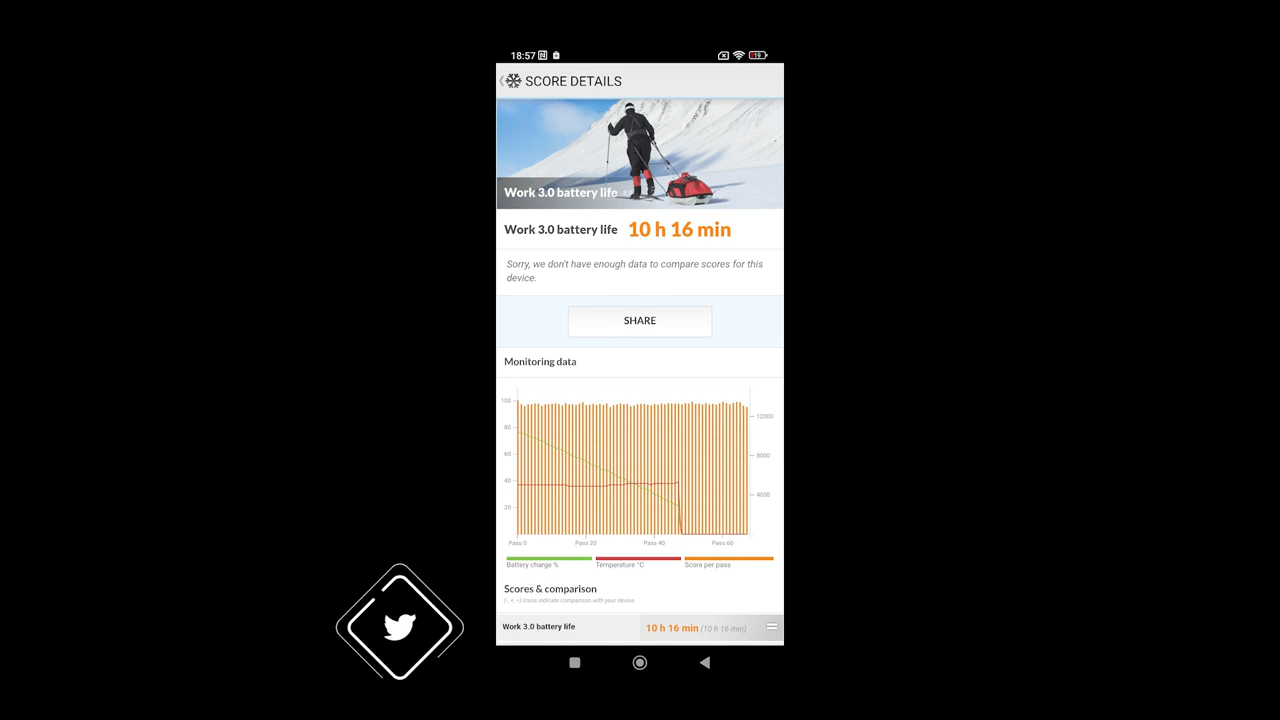 18:57
19
SCORE DETAILS
Work 3.0 battery life
Work 3.0 battery life 10 h 16 min
Sorry, we don't have enough data to compare scores for this
device.
SHARE
Monitoring data
100
80
60
40
20
12000
8000
4000
Pass 0 Pass 20 Pass 40 Pass 60
Battery charge % Temperature °C Score per pass
Scores & comparison
Work 3.0 battery life 10 h 16 min (10 h 16 min)